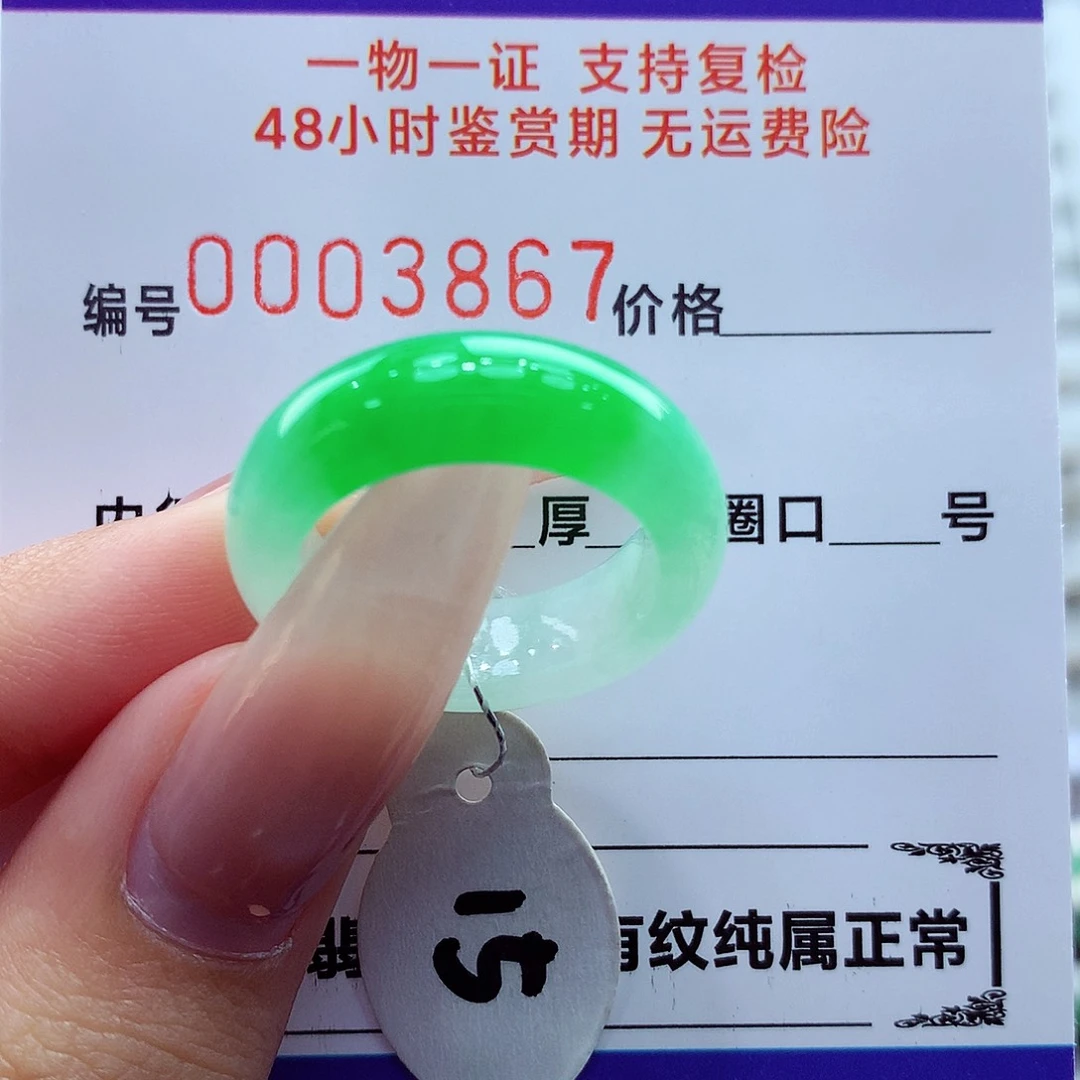 一物一证 支持复检
48小时鉴赏期 无运费险
编号0003867价格
厚 圈口 号
15
有纹纯属正常